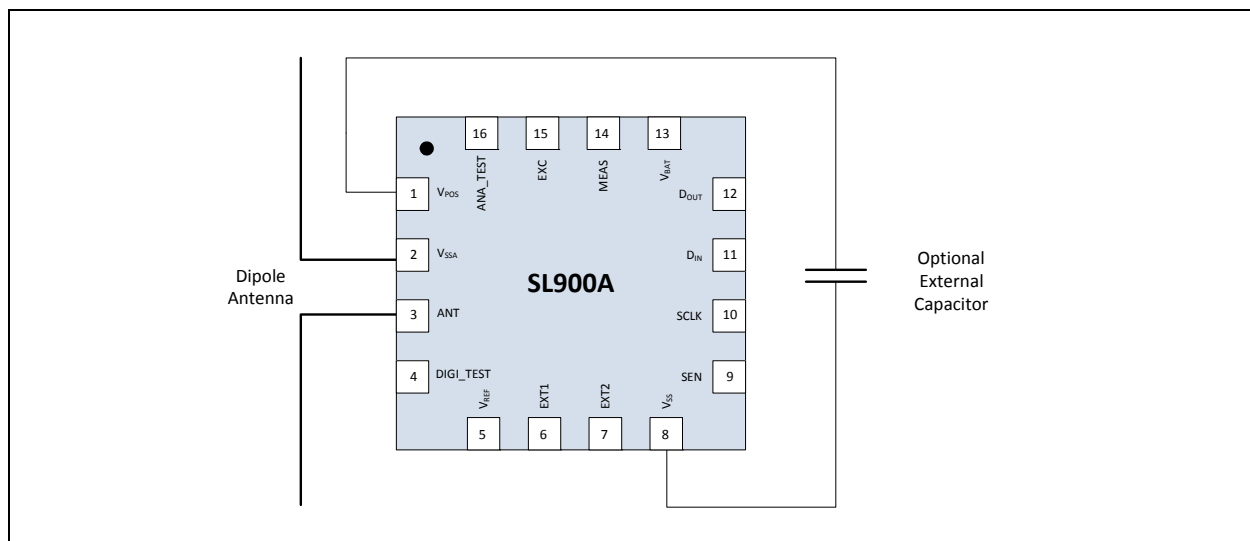 16
15
14
13
ANA_TEST
EXC
MEAS
VBAT
1
VPOS
DOUT
12
2
VSSA
DIN
11
Dipole
Antenna
SL900A
Optional
External
Capacitor
3
ANT
SCLK
10
4
DIGI_TEST
SEN
9
VREF
EXT1
EXT2
VSS
5
6
7
8